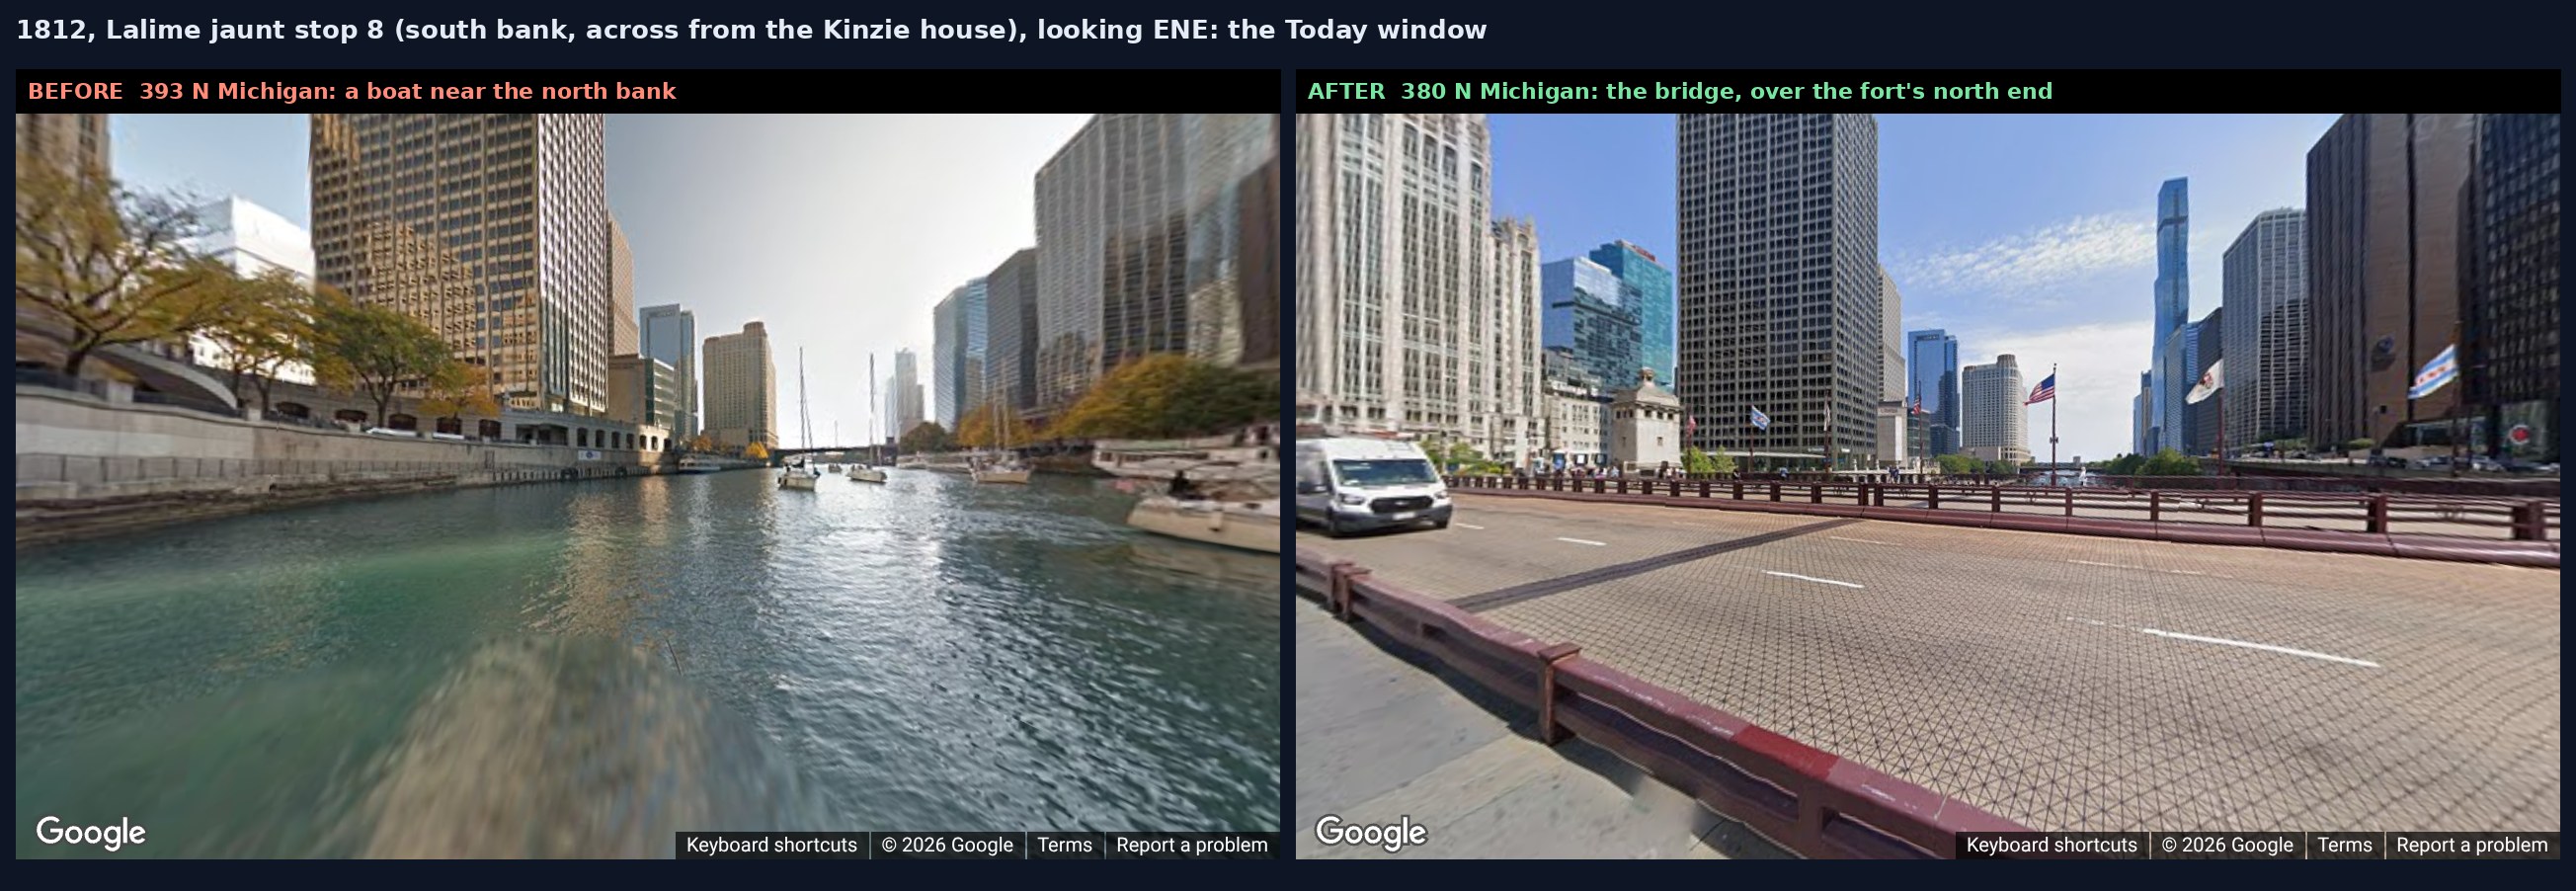 1812, Lalime jaunt stop 8 (south bank, across from the Kinzie house), looking ENE: the Today window
BEFORE 393 N Michigan: a boat near the north bank
AFTER 380 N Michigan: the bridge, over the fort's north end
Google
Keyboard shortcuts
© 2026 Google
Terms
Report a problem
Google
Keyboard shortcuts
© 2026 Google
Terms
Report a problem